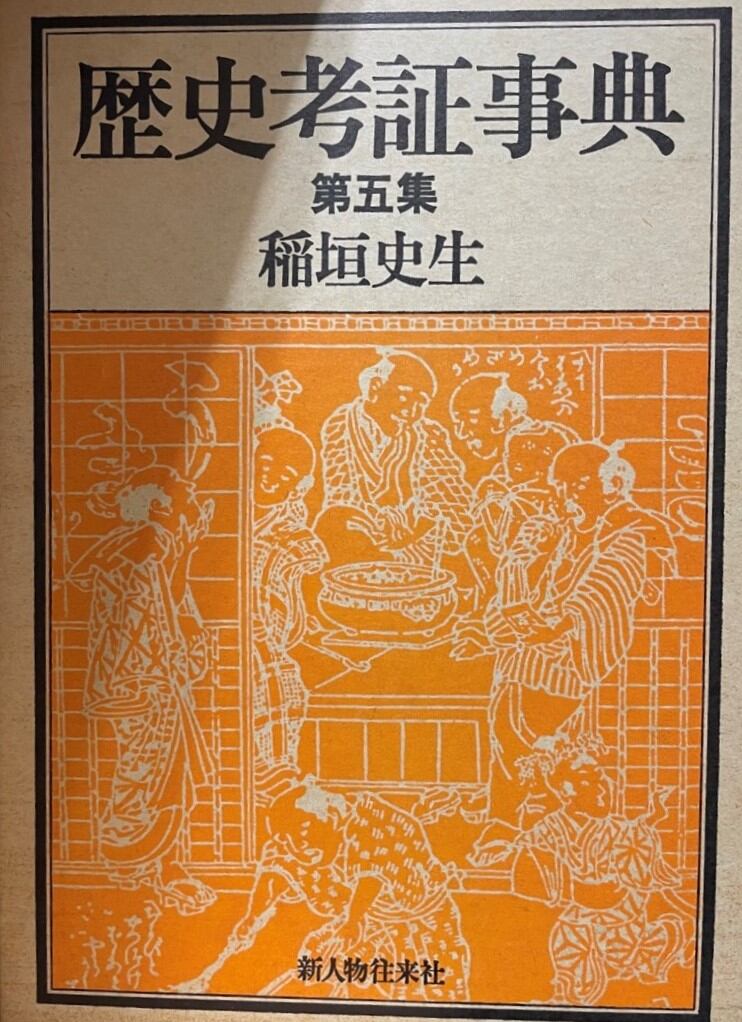 歴史考証事典
第五集
稲垣史生
新人物往来社